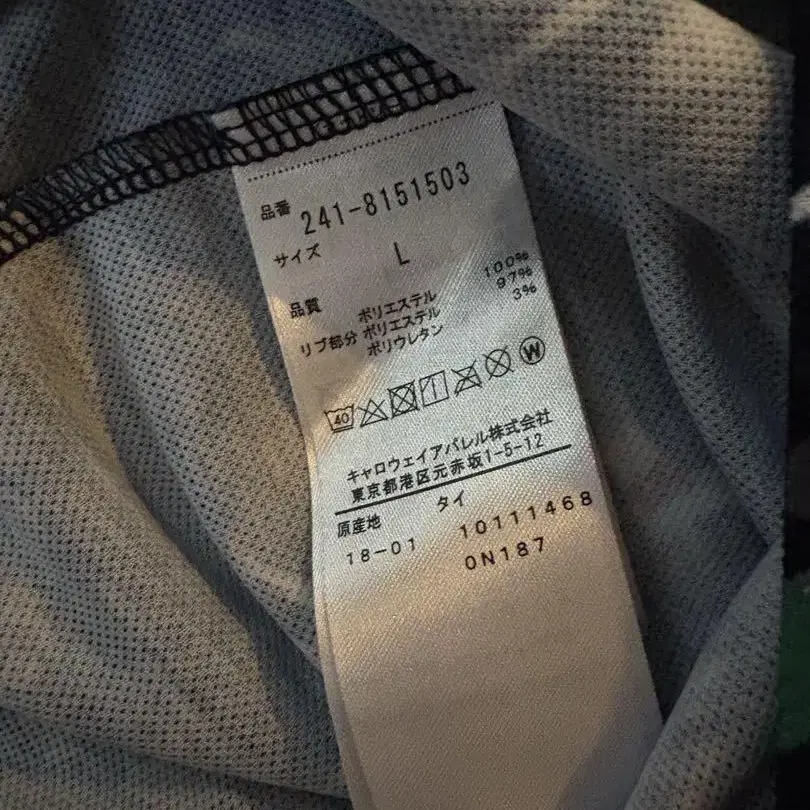 品番 241-8151503
サイズ L
品質 ポリエステル 100%
リブ部分 ポリエステル 97%
ポリウレタン 3%
40 W
キャロウェイアパレル株式会社
東京都港区元赤坂1-5-12
原産地 タイ
18-01 10111468
0N187